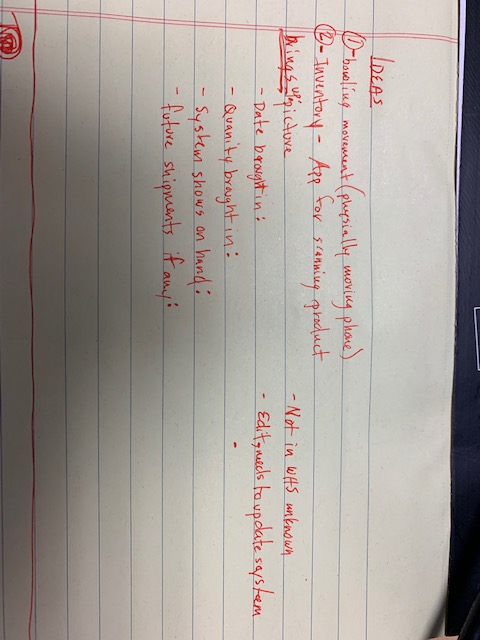 IDEAS
① - bowling movement (physially moving phone)
② - Inventory - App for scanning product
brings up picture
- Not in WHS unknown
- Date brought in:
- Edit, needs to update system
- Quanity brought in:
- System shows on hand:
- future shipments if any: